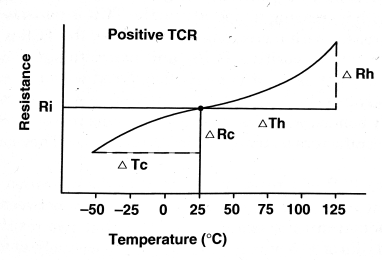 Positive TCR
Resistance
Ri
△ Rh
△ Th
△ Rc
△ Tc
−50 −25 0 25 50 75 100 125
Temperature (°C)